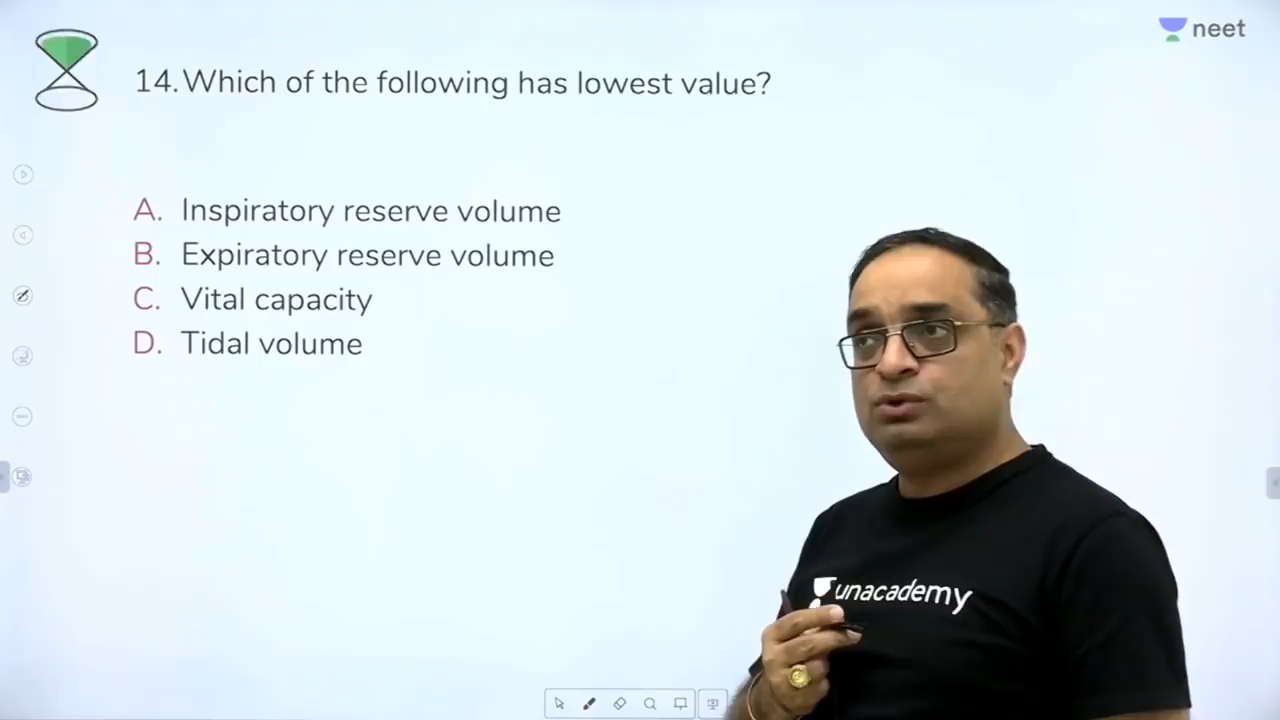 neet
14. Which of the following has lowest value?
A. Inspiratory reserve volume
B. Expiratory reserve volume
C. Vital capacity
D. Tidal volume
unacademy